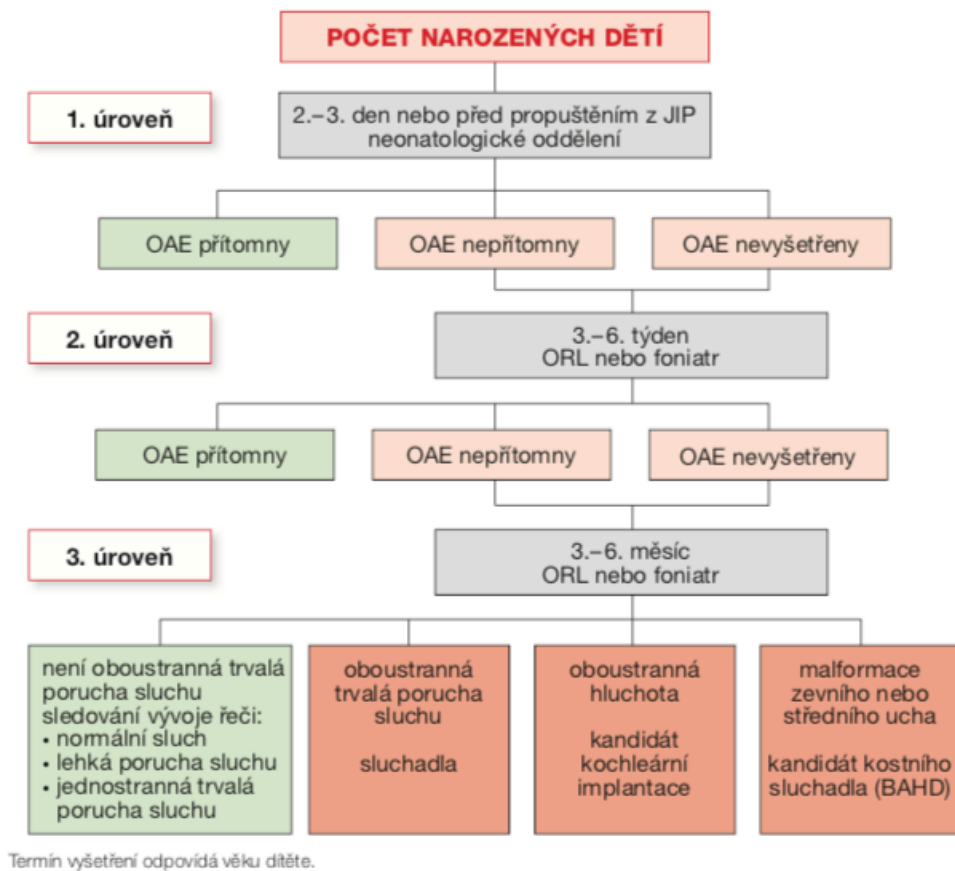 POČET NAROZENÝCH DĚTÍ
1. úroveň
2.–3. den nebo před propuštěním z JIP
neonatologické oddělení
OAE přítomny
OAE nepřítomny
OAE nevyšetřeny
2. úroveň
3.–6. týden
ORL nebo foniatr
OAE přítomny
OAE nepřítomny
OAE nevyšetřeny
3. úroveň
3.–6. měsíc
ORL nebo foniatr
není oboustranná trvalá
porucha sluchu
sledování vývoje řeči:
• normální sluch
• lehká porucha sluchu
• jednostranná trvalá
porucha sluchu
oboustranná
trvalá porucha
sluchu
sluchadla
oboustranná
hluchota
kandidát
kochleární
implantace
malformace
zevního nebo
středního ucha
kandidát kostního
sluchadla (BAHD)
Termín vyšetření odpovídá věku dítěte.